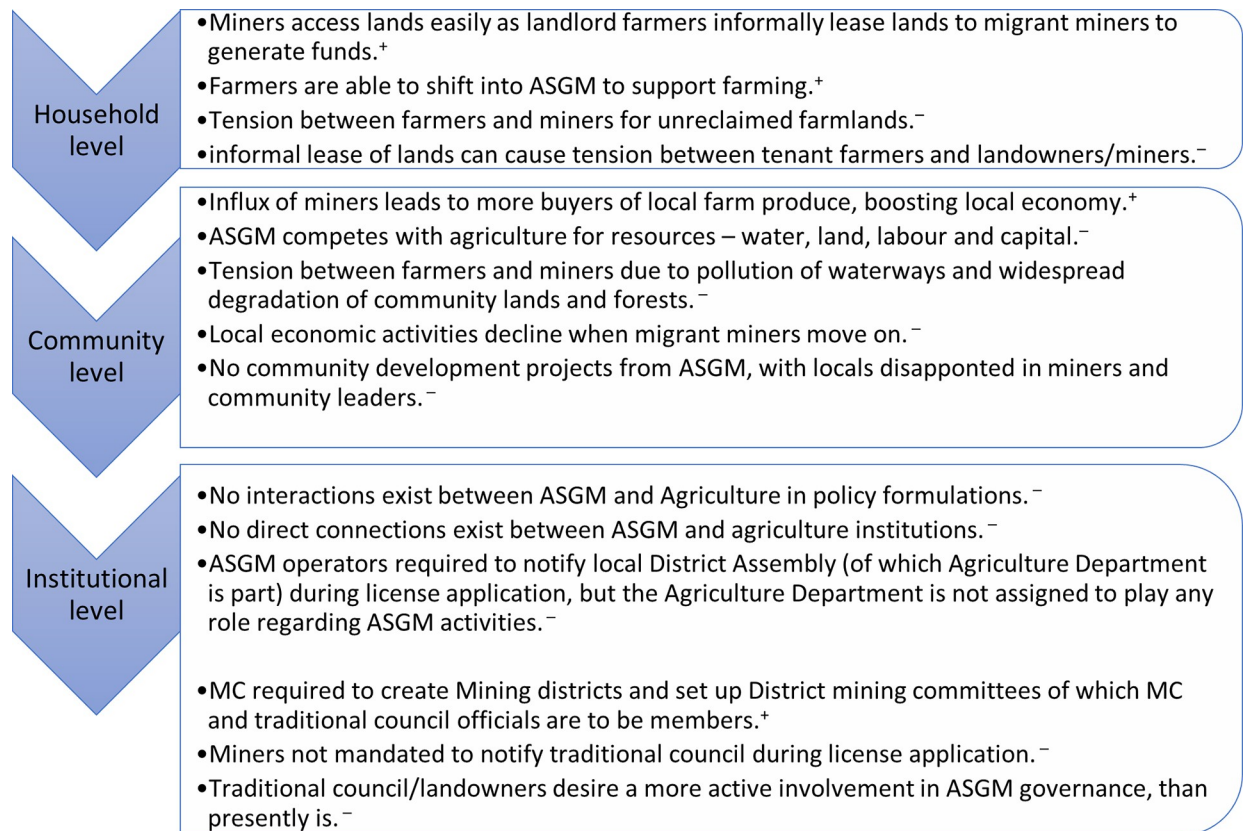 Household
level
•Miners access lands easily as landlord farmers informally lease lands to migrant miners to
generate funds.⁺
•Farmers are able to shift into ASGM to support farming.⁺
•Tension between farmers and miners for unreclaimed farmlands.⁻
•informal lease of lands can cause tension between tenant farmers and landowners/miners.⁻
Community
level
•Influx of miners leads to more buyers of local farm produce, boosting local economy.⁺
•ASGM competes with agriculture for resources – water, land, labour and capital.⁻
•Tension between farmers and miners due to pollution of waterways and widespread
degradation of community lands and forests.⁻
•Local economic activities decline when migrant miners move on.⁻
•No community development projects from ASGM, with locals disapponted in miners and
community leaders.⁻
Institutional
level
•No interactions exist between ASGM and Agriculture in policy formulations.⁻
•No direct connections exist between ASGM and agriculture institutions.⁻
•ASGM operators required to notify local District Assembly (of which Agriculture Department
is part) during license application, but the Agriculture Department is not assigned to play any
role regarding ASGM activities.⁻
•MC required to create Mining districts and set up District mining committees of which MC
and traditional council officials are to be members.⁺
•Miners not mandated to notify traditional council during license application.⁻
•Traditional council/landowners desire a more active involvement in ASGM governance, than
presently is.⁻